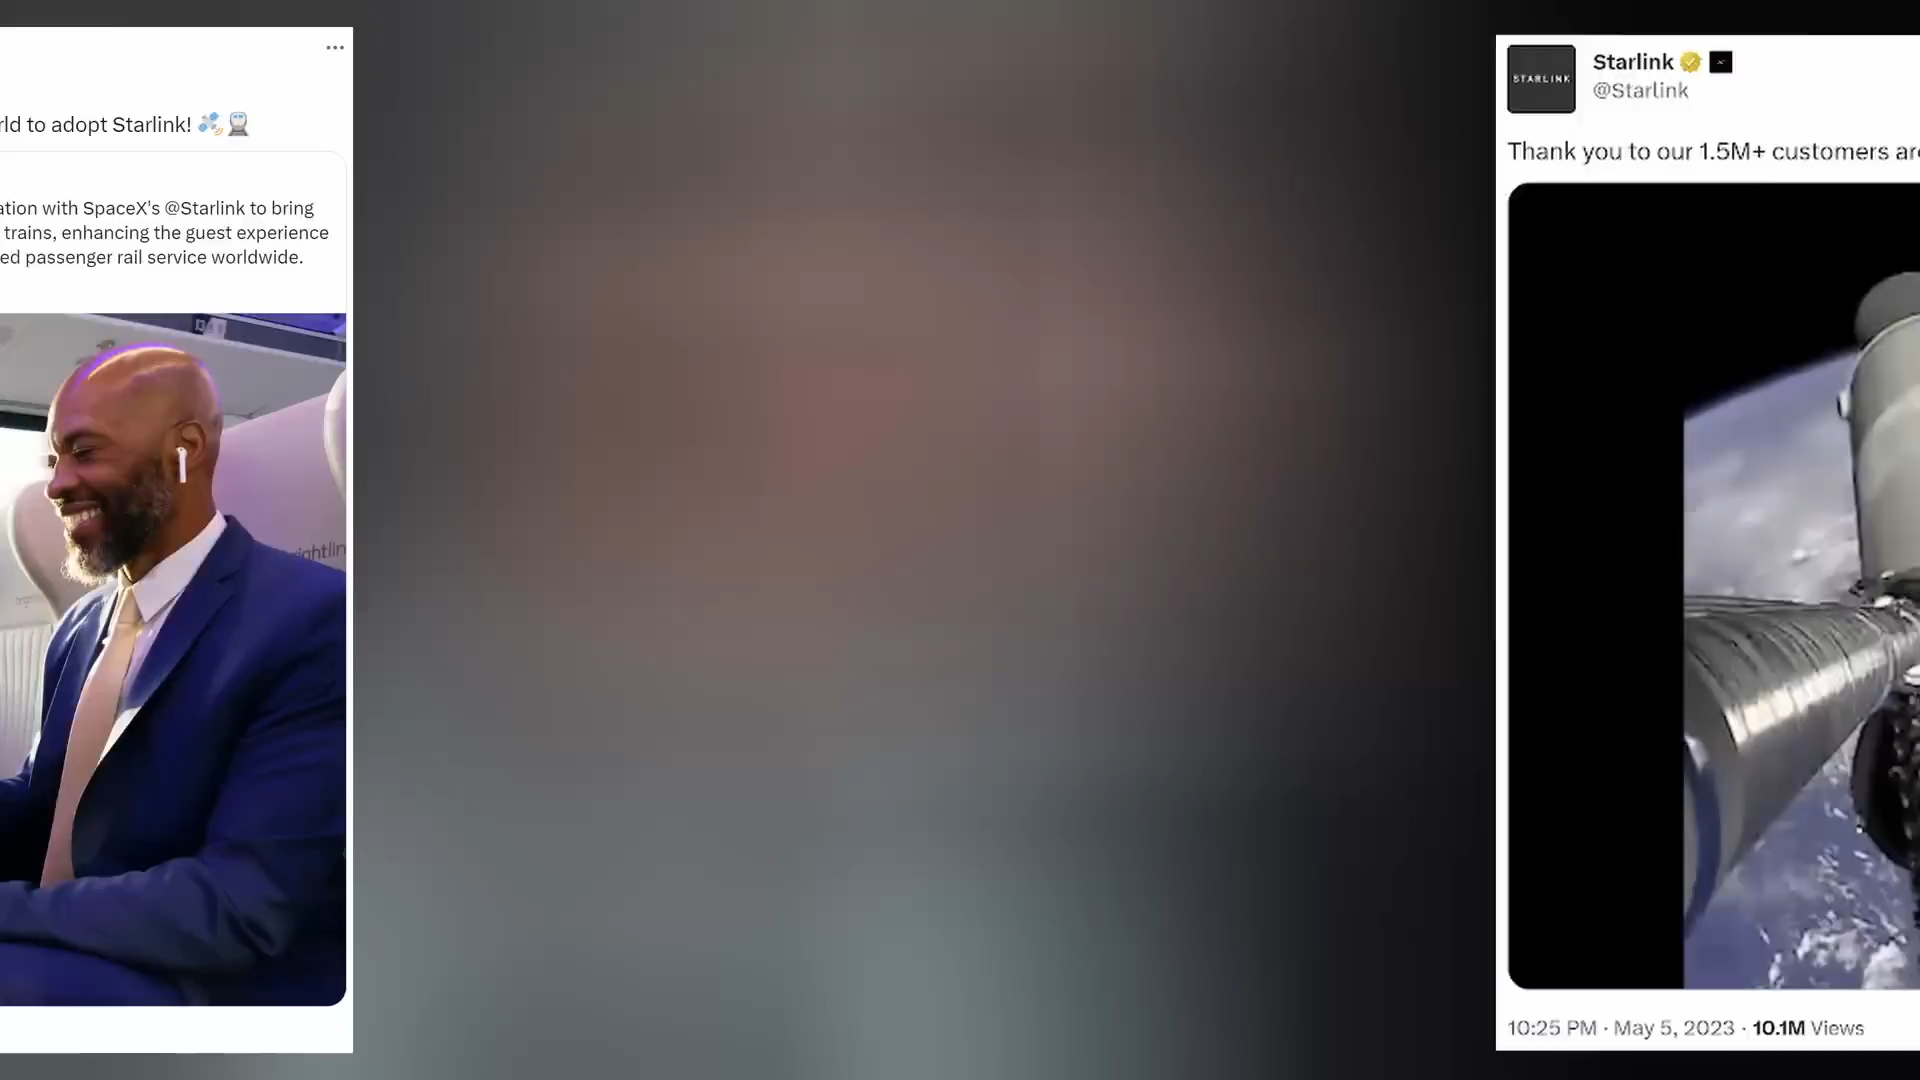 ...
rld to adopt Starlink!
ation with SpaceX's @Starlink to bring
trains, enhancing the guest experience
ed passenger rail service worldwide.
rightlin
STARLINK
Starlink
@Starlink
Thank you to our 1.5M+ customers ar
10:25 PM · May 5, 2023 · 10.1M Views